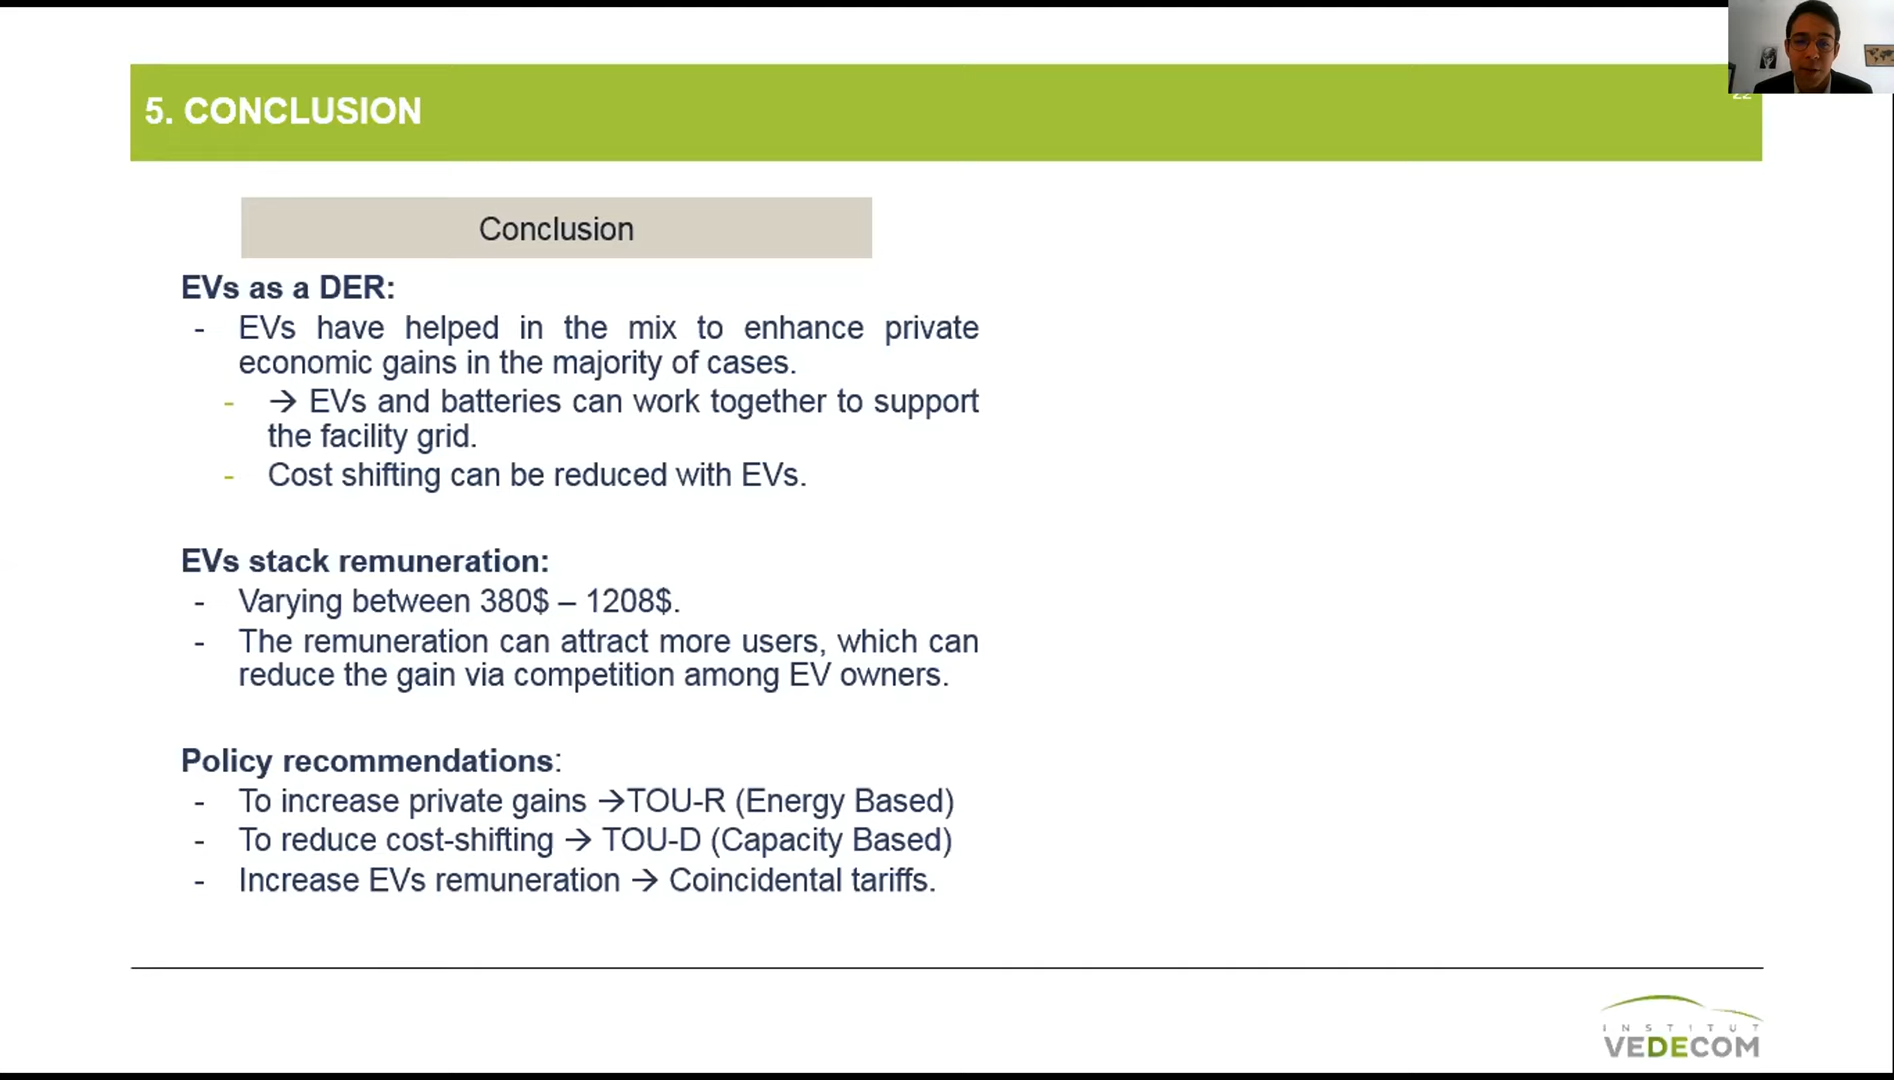 22
5. CONCLUSION
Conclusion
EVs as a DER:
- EVs have helped in the mix to enhance private
economic gains in the majority of cases.
- → EVs and batteries can work together to support
the facility grid.
- Cost shifting can be reduced with EVs.
EVs stack remuneration:
- Varying between 380$ – 1208$.
- The remuneration can attract more users, which can
reduce the gain via competition among EV owners.
Policy recommendations:
- To increase private gains →TOU-R (Energy Based)
- To reduce cost-shifting → TOU-D (Capacity Based)
- Increase EVs remuneration → Coincidental tariffs.
INSTITUT
VEDECOM